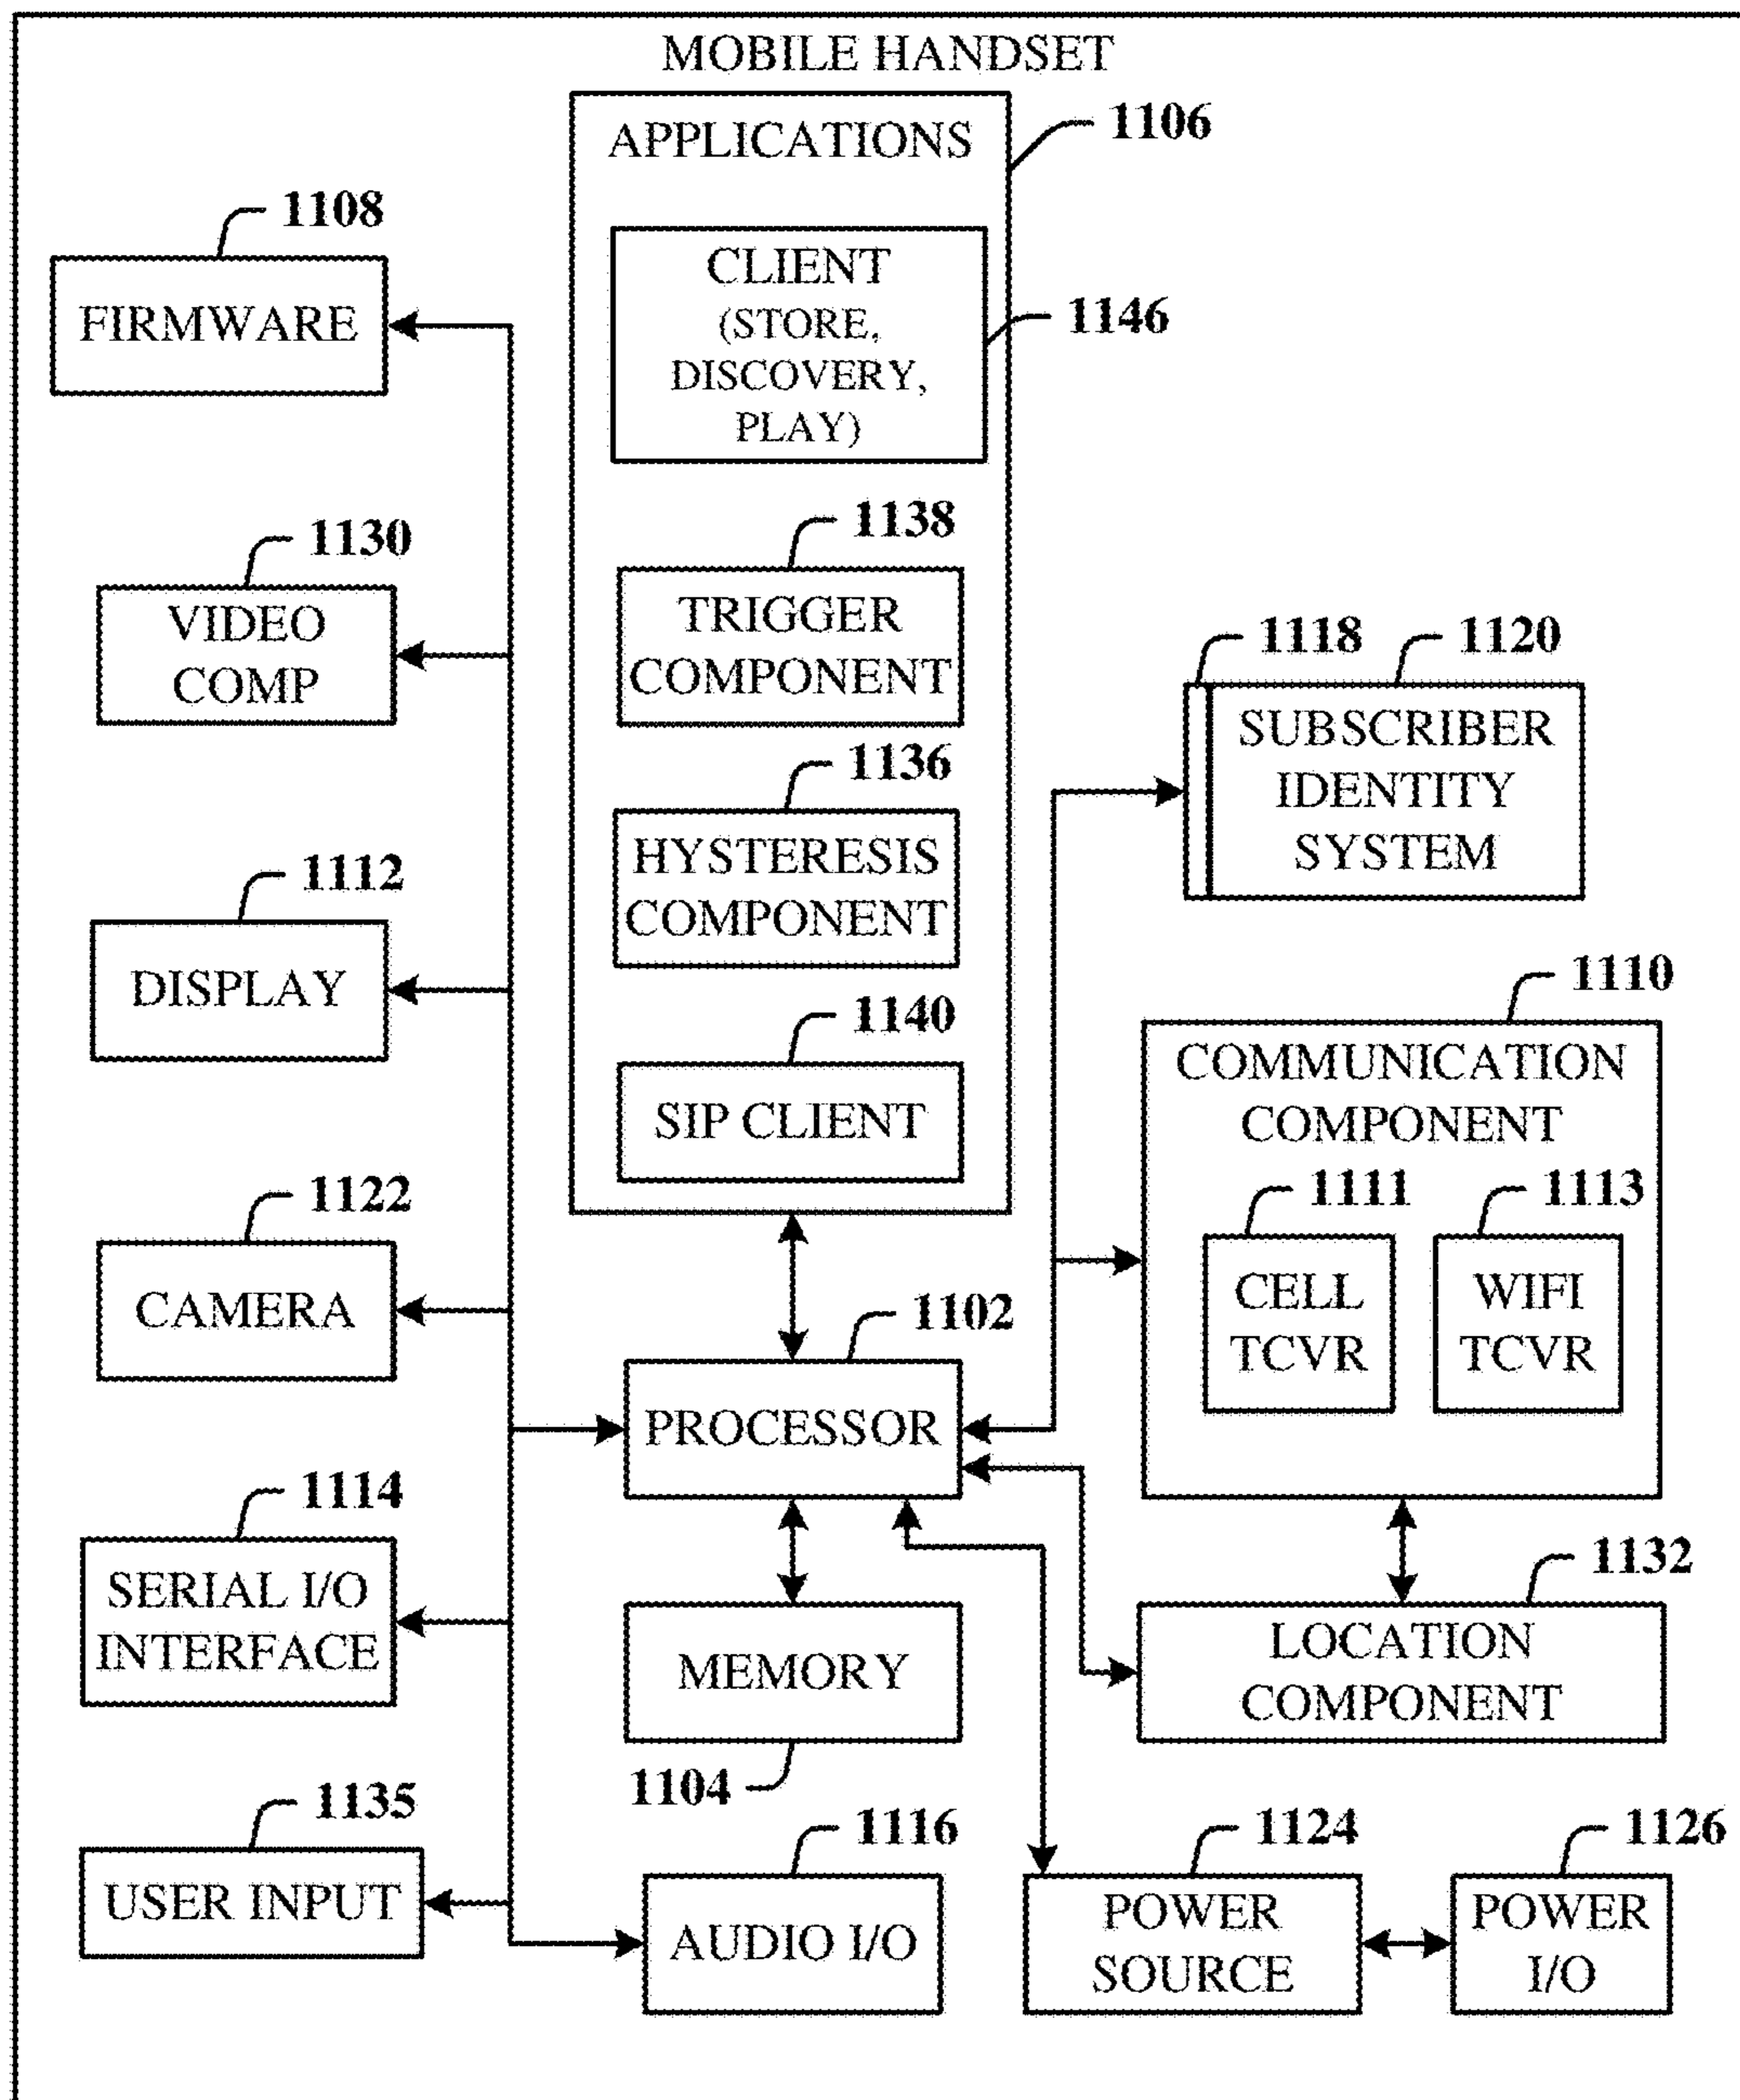 MOBILE HANDSET
APPLICATIONS
1106
CLIENT
(STORE,
DISCOVERY,
PLAY)
1146
1138
TRIGGER
COMPONENT
1136
HYSTERESIS
COMPONENT
1140
SIP CLIENT
1108
FIRMWARE
1130
VIDEO
COMP
1112
DISPLAY
1122
CAMERA
1114
SERIAL I/O
INTERFACE
1135
USER INPUT
1102
PROCESSOR
MEMORY
1104
1116
AUDIO I/O
1118
1120
SUBSCRIBER
IDENTITY
SYSTEM
1110
COMMUNICATION
COMPONENT
1111
CELL
TCVR
1113
WIFI
TCVR
1132
LOCATION
COMPONENT
1124
POWER
SOURCE
1126
POWER
I/O